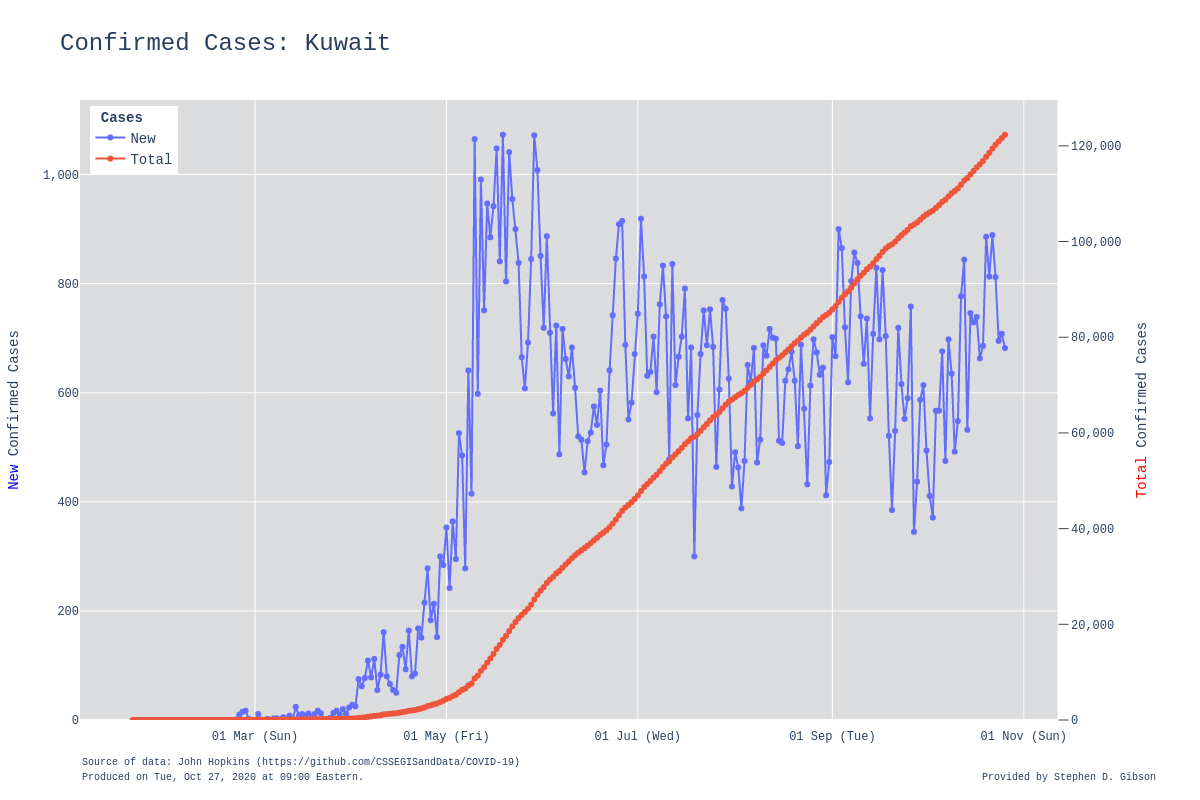 Confirmed Cases: Kuwait
Cases
New
Total
1,000
800
600
400
200
0
New Confirmed Cases
120,000
100,000
80,000
60,000
40,000
20,000
0
Total Confirmed Cases
01 Mar (Sun)
01 May (Fri)
01 Jul (Wed)
01 Sep (Tue)
01 Nov (Sun)
Source of data: John Hopkins (https://github.com/CSSEGISandData/COVID-19)
Produced on Tue, Oct 27, 2020 at 09:00 Eastern.
Provided by Stephen D. Gibson